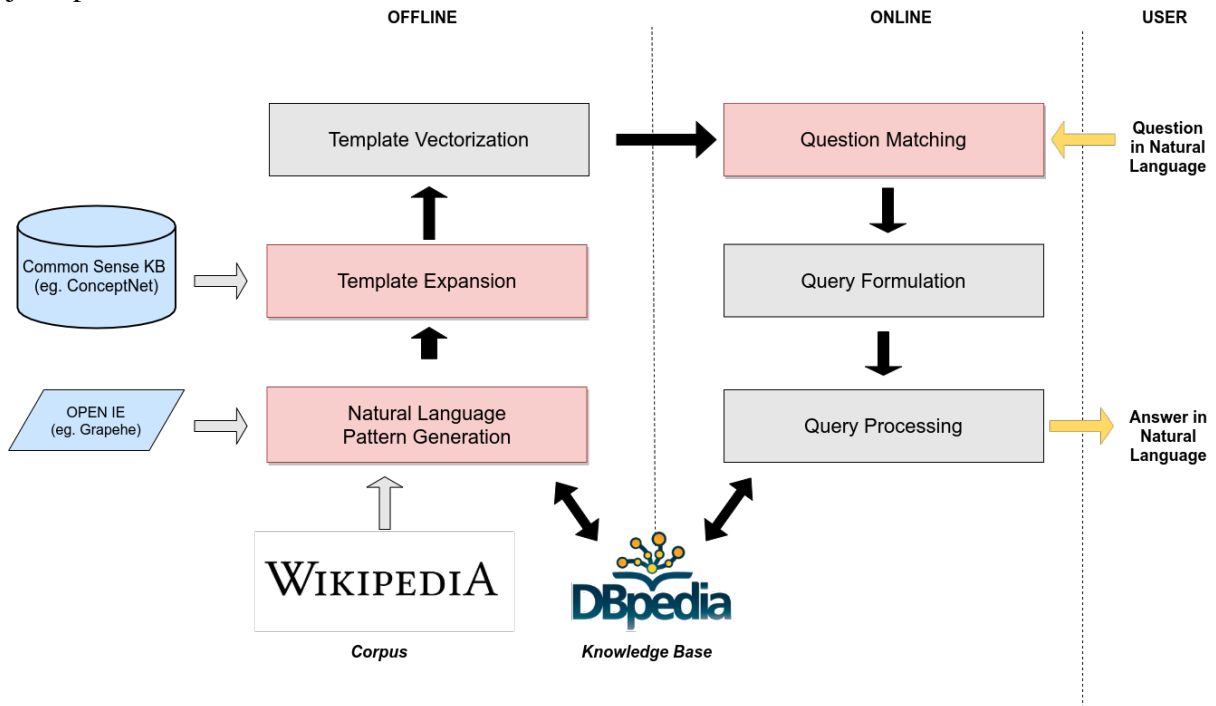 OFFLINE
ONLINE
USER
Template Vectorization
Question Matching
Question
in Natural
Language
Common Sense KB
(eg. ConceptNet)
Template Expansion
Query Formulation
OPEN IE
(eg. Grapehe)
Natural Language
Pattern Generation
Query Processing
Answer in
Natural
Language
WIKIPEDIA
DBpedia
Corpus
Knowledge Base